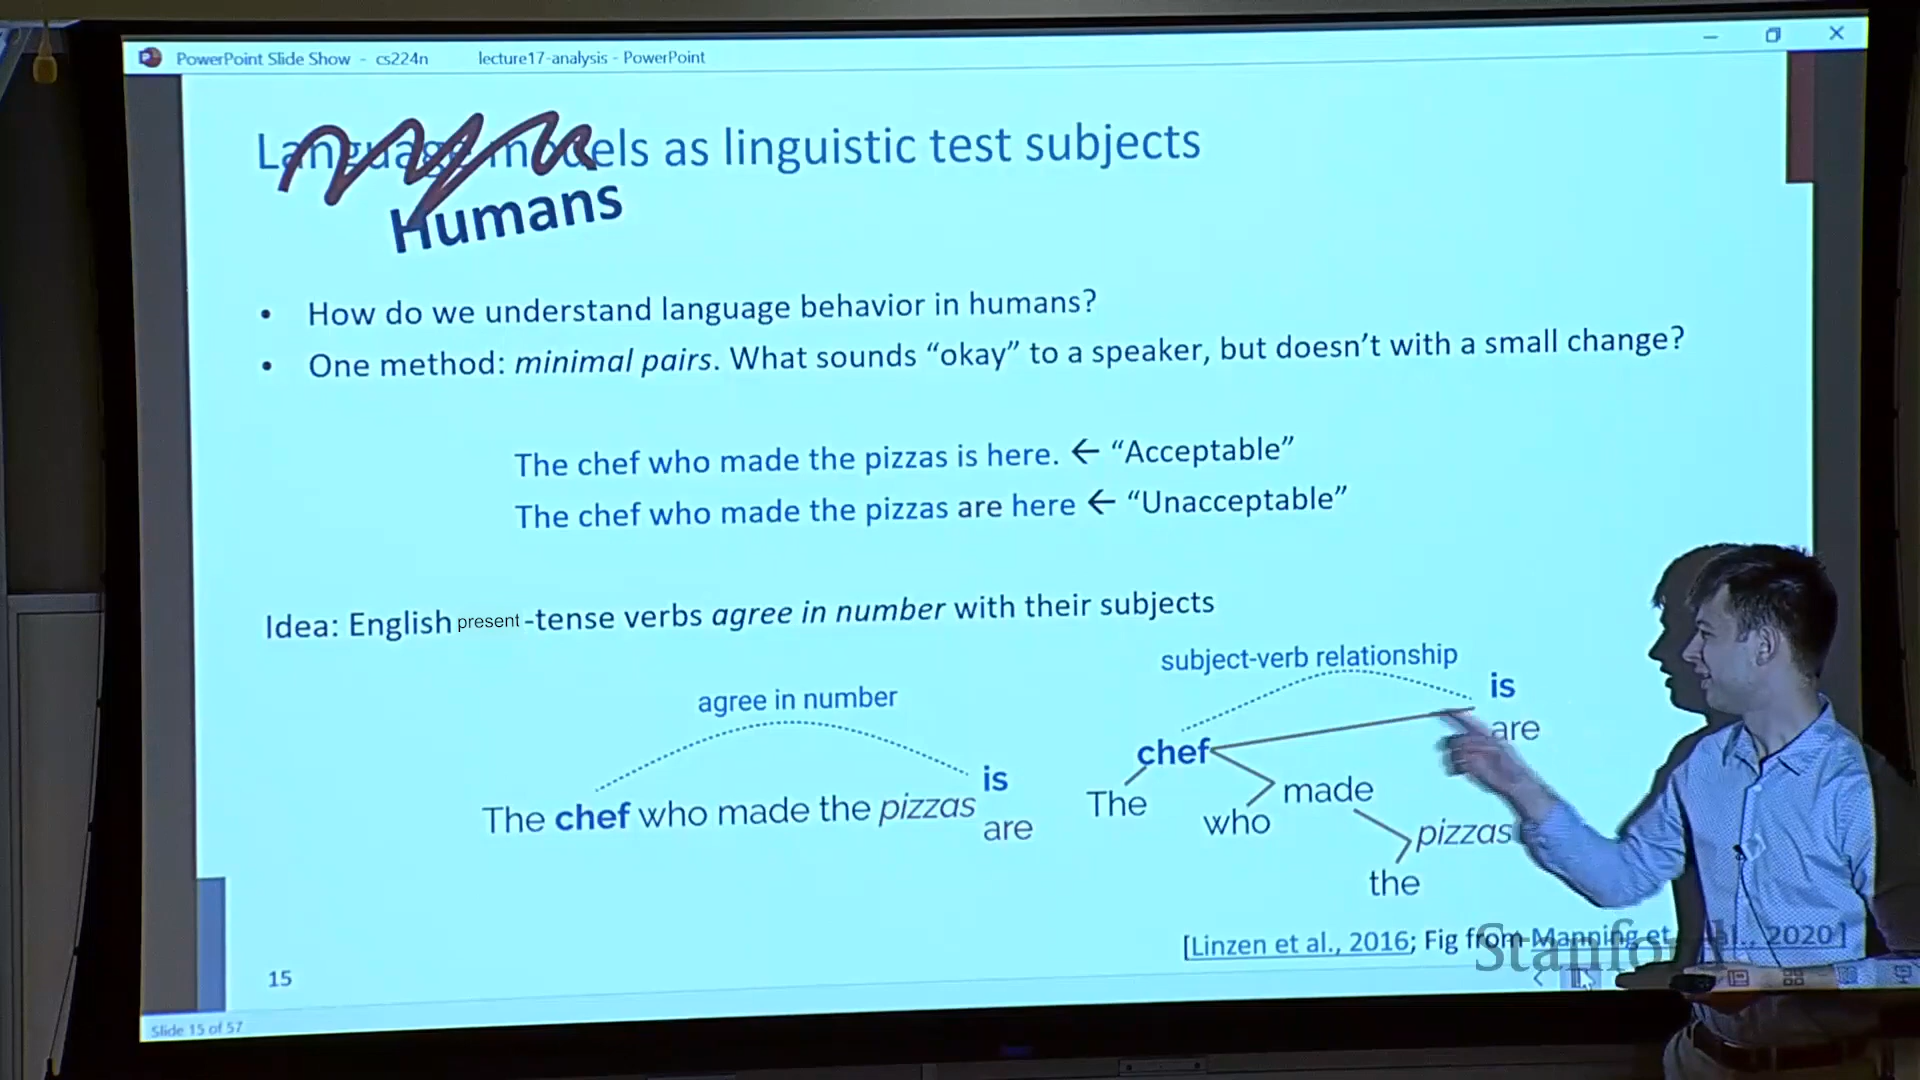 PowerPoint Slide Show - cs224n lecture17-analysis - PowerPoint
Language models as linguistic test subjects
Humans
• How do we understand language behavior in humans?
• One method: minimal pairs. What sounds “okay” to a speaker, but doesn’t with a small change?
The chef who made the pizzas is here. ← “Acceptable”
The chef who made the pizzas are here ← “Unacceptable”
Idea: English present -tense verbs agree in number with their subjects
agree in number
is
The chef who made the pizzas
are
subject-verb relationship
is
are
chef
The
made
who
pizzas
the
[Linzen et al., 2016; Fig from Manning et al., 2020]
Stanford
15
Slide 15 of 57